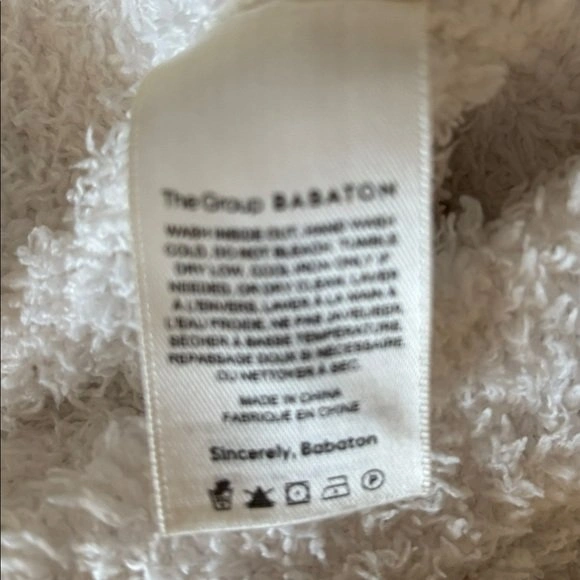 The Group BABATON
WASH INSIDE OUT, HAND WASH
COLD, DO NOT BLEACH, TUMBLE
DRY LOW, COOL IRON ONLY IF
NEEDED, OR DRY CLEAN. LAVER
À L'ENVERS, LAVER À LA MAIN À
L'EAU FROIDE, NE PAS JAVELLISER,
SÉCHER À BASSE TEMPÉRATURE,
REPASSAGE DOUX SI NÉCESSAIRE,
OU NETTOYER À SEC.
MADE IN CHINA
FABRIQUÉ EN CHINE
Sincerely, Babaton
P